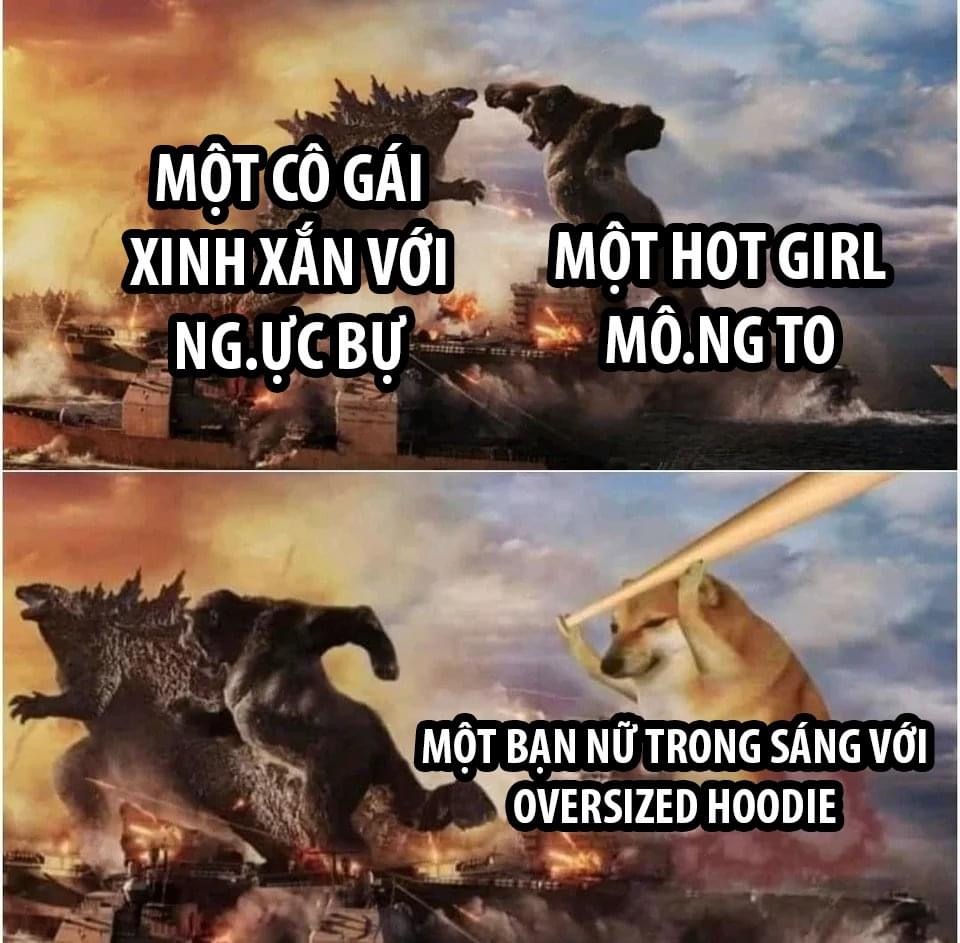 MỘT CÔ GÁI
XINH XẮN VỚI
NG.ỰC BỰ
MỘT HOT GIRL
MÔ.NG TO
MỘT BẠN NỮ TRONG SÁNG VỚI
OVERSIZED HOODIE